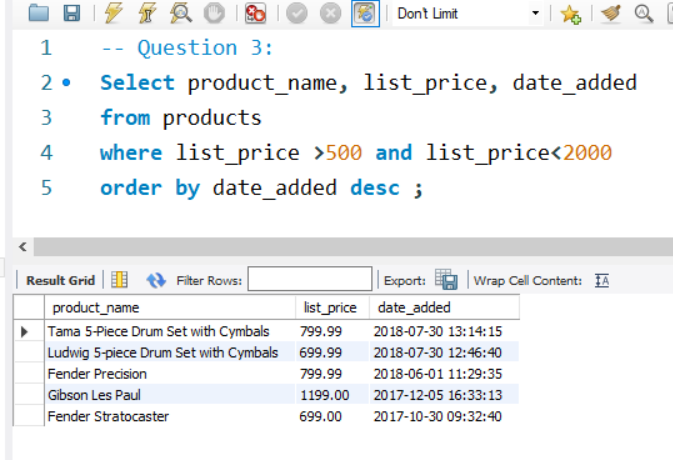 Don't Limit
1 -- Question 3:
2 Select product_name, list_price, date_added
3 from products
4 where list_price >500 and list_price<2000
5 order by date_added desc ;
Result Grid Filter Rows: Export: Wrap Cell Content:
product_name list_price date_added
Tama 5-Piece Drum Set with Cymbals 799.99 2018-07-30 13:14:15
Ludwig 5-piece Drum Set with Cymbals 699.99 2018-07-30 12:46:40
Fender Precision 799.99 2018-06-01 11:29:35
Gibson Les Paul 1199.00 2017-12-05 16:33:13
Fender Stratocaster 699.00 2017-10-30 09:32:40